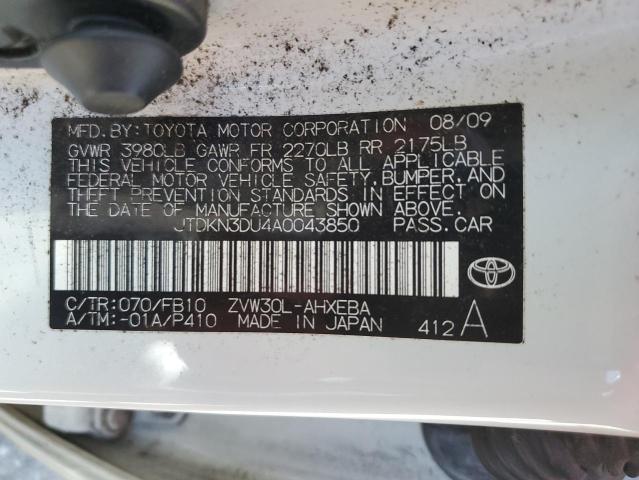 MFD.BY:TOYOTA MOTOR CORPORATION 08/09
GVWR 3980LB GAWR FR 2270LB RR 2175LB
THIS VEHICLE CONFORMS TO ALL APPLICABLE
FEDERAL MOTOR VEHICLE SAFETY,BUMPER,AND
THEFT PREVENTION STANDARDS IN EFFECT ON
THE DATE OF MANUFACTURE SHOWN ABOVE.
JTDKN3DU4A0043850 PASS.CAR
C/TR:070/FB10 ZVW30L-AHXEBA
A/TM:-01A/P410 MADE IN JAPAN 412 A